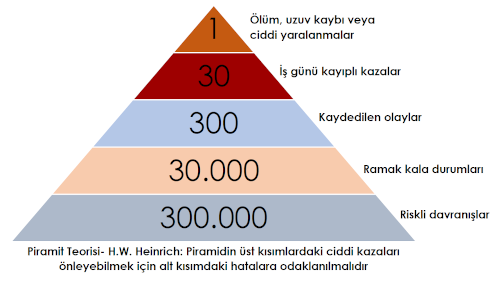 1
Ölüm, uzuv kaybı veya
ciddi yaralanmalar
30
İş günü kayıplı kazalar
300
Kaydedilen olaylar
30.000
Ramak kala durumları
300.000
Riskli davranışlar
Piramit Teorisi- H.W. Heinrich: Piramidin üst kısımlardaki ciddi kazaları
önleyebilmek için alt kısımdaki hatalara odaklanılmalıdır